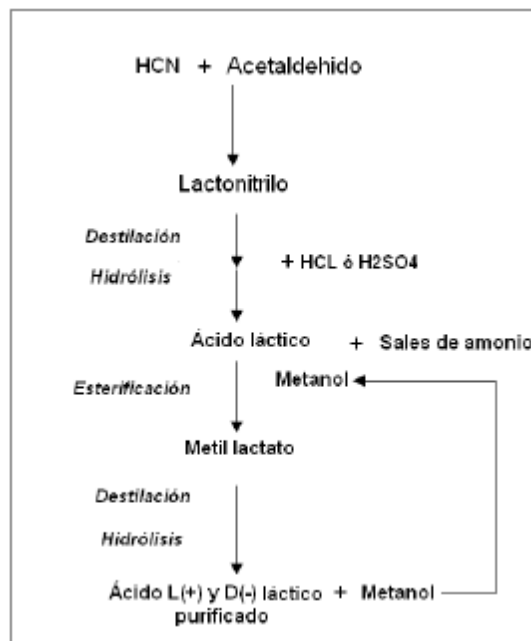 HCN + Acetaldehido
Lactonitrilo
Destilación
+ HCL ó H2SO4
Hidrólisis
Ácido láctico + Sales de amonio
Esterificación
Metanol
Metil lactato
Destilación
Hidrólisis
Ácido L(+) y D(-) láctico + Metanol
purificado